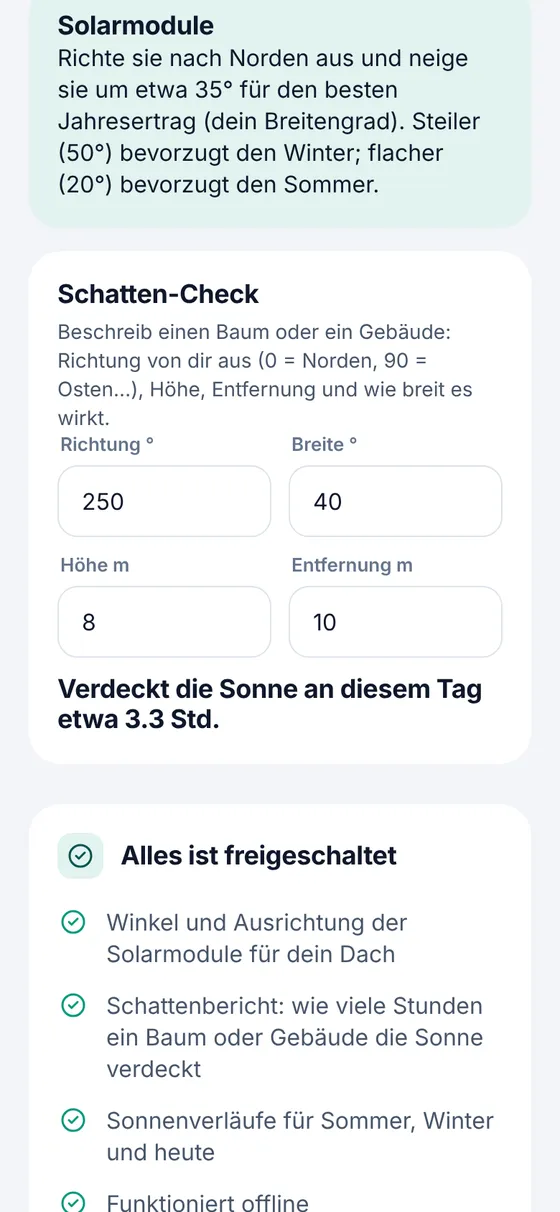 Solarmodule
Richte sie nach Norden aus und neige
sie um etwa 35° für den besten
Jahresertrag (dein Breitengrad). Steiler
(50°) bevorzugt den Winter; flacher
(20°) bevorzugt den Sommer.
Schatten-Check
Beschreib einen Baum oder ein Gebäude:
Richtung von dir aus (0 = Norden, 90 =
Osten…), Höhe, Entfernung und wie breit es
wirkt.
Richtung ° Breite °
250 40
Höhe m Entfernung m
8 10
Verdeckt die Sonne an diesem Tag
etwa 3.3 Std.
Alles ist freigeschaltet
Winkel und Ausrichtung der
Solarmodule für dein Dach
Schattenbericht: wie viele Stunden
ein Baum oder Gebäude die Sonne
verdeckt
Sonnenverläufe für Sommer, Winter
und heute
Funktioniert offline